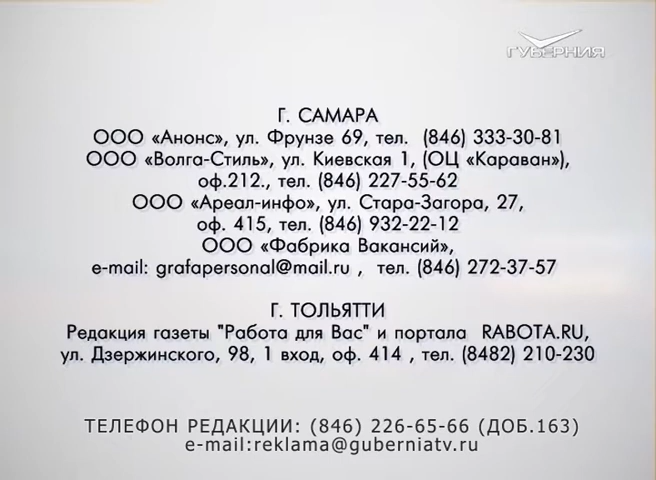 ГУБЕРНИЯ
Г. САМАРА
ООО «Анонс», ул. Фрунзе 69, тел. (846) 333-30-81
ООО «Волга-Стиль», ул. Киевская 1, (ОЦ «Караван»),
оф.212., тел. (846) 227-55-62
ООО «Ареал-инфо», ул. Стара-Загора, 27,
оф. 415, тел. (846) 932-22-12
ООО «Фабрика Вакансий»,
e-mail: grafapersonal@mail.ru , тел. (846) 272-37-57
Г. ТОЛЬЯТТИ
Редакция газеты "Работа для Вас" и портала RABOTA.RU,
ул. Дзержинского, 98, 1 вход, оф. 414 , тел. (8482) 210-230
ТЕЛЕФОН РЕДАКЦИИ: (846) 226-65-66 (ДОБ.163)
e-mail:reklama@guberniatv.ru